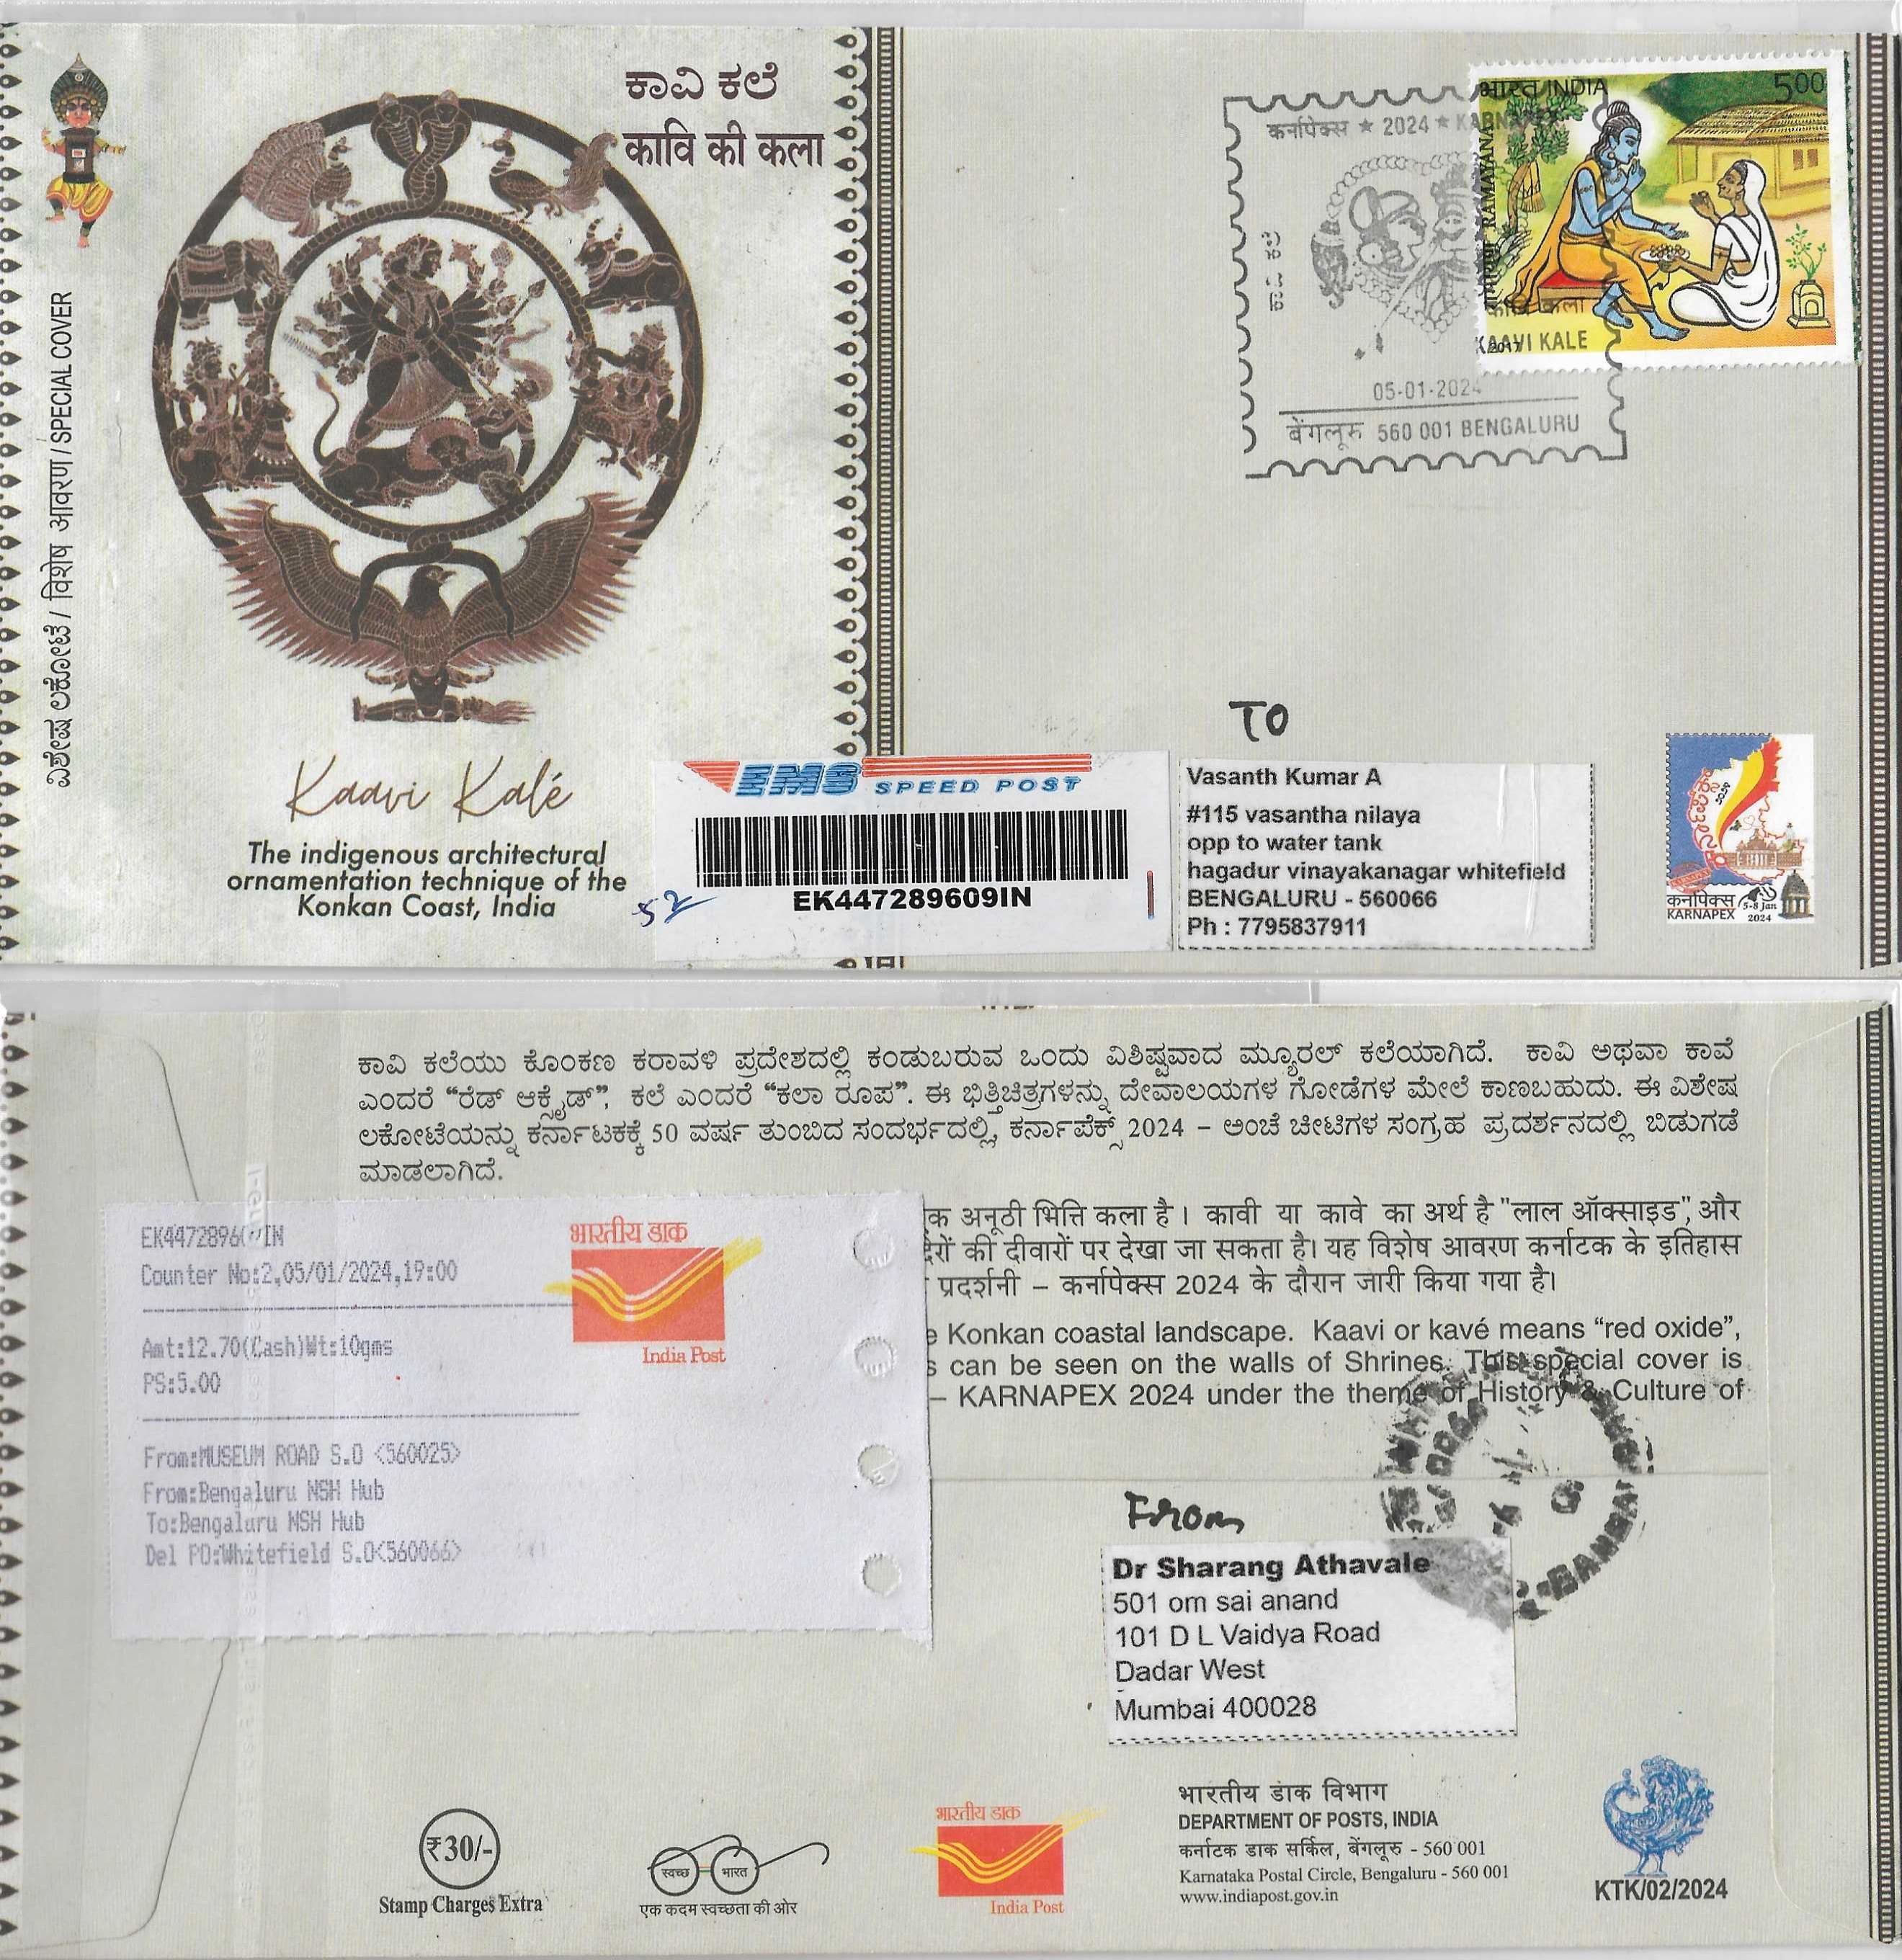 ಕಾವಿ ಕಲೆ
कावि की कला
ವಿಶೇಷ ಲಕೋಟೆ / विशेष आवरण / SPECIAL COVER
Kaavi Kalé
The indigenous architectural
ornamentation technique of the
Konkan Coast, India
भारत INDIA 500
RAMAYANA
2017
कर्नापेक्स ★ 2024 ★ KARNAPEX
ಕಾವಿ ಕಲೆ
कावि कला
KAAVI KALE
05-01-2024
बेंगलूरु 560 001 BENGALURU
TO
EMS SPEED POST
EK447289609IN
52
Vasanth Kumar A
#115 vasantha nilaya
opp to water tank
hagadur vinayakanagar whitefield
BENGALURU - 560066
Ph : 7795837911
कर्नापेक्स
KARNAPEX
5-8 Jan
2024
ಕಾವಿ ಕಲೆಯು ಕೊಂಕಣ ಕರಾವಳಿ ಪ್ರದೇಶದಲ್ಲಿ ಕಂಡುಬರುವ ಒಂದು ವಿಶಿಷ್ಟವಾದ ಮ್ಯೂರಲ್ ಕಲೆಯಾಗಿದೆ. ಕಾವಿ ಅಥವಾ ಕಾವೆ
ಎಂದರೆ “ರೆಡ್ ಆಕ್ಸೈಡ್”, ಕಲೆ ಎಂದರೆ “ಕಲಾ ರೂಪ”. ಈ ಭಿತ್ತಿಚಿತ್ರಗಳನ್ನು ದೇವಾಲಯಗಳ ಗೋಡೆಗಳ ಮೇಲೆ ಕಾಣಬಹುದು. ಈ ವಿಶೇಷ
ಲಕೋಟೆಯನ್ನು ಕರ್ನಾಟಕಕ್ಕೆ 50 ವರ್ಷ ತುಂಬಿದ ಸಂದರ್ಭದಲ್ಲಿ, ಕರ್ನಾಪೆಕ್ಸ್ 2024 – ಅಂಚೆ ಚೀಟಿಗಳ ಸಂಗ್ರಹ ಪ್ರದರ್ಶನದಲ್ಲಿ ಬಿಡುಗಡೆ
ಮಾಡಲಾಗಿದೆ.
क अनूठी भित्ति कला है। कावी या कावे का अर्थ है "लाल ऑक्साइड", और
की दीवारों पर देखा जा सकता है। यह विशेष आवरण कर्नाटक के इतिहास
प्रदर्शनी – कर्नापेक्स 2024 के दौरान जारी किया गया है।
e Konkan coastal landscape. Kaavi or kavé means “red oxide”,
s can be seen on the walls of Shrines. This special cover is
– KARNAPEX 2024 under the theme of History & Culture of
Counter No:2,05/01/2024,19:00
भारतीय डाक
India Post
Amt:12.70(Cash)Wt:10gms
PS:5.00
From:MUSEUM ROAD S.O <560025>
From:Bengaluru NSH Hub
To:Bengaluru NSH Hub
Del PO:Whitefield S.O<560066>
From
Dr Sharang Athavale
501 om sai anand
101 D L Vaidya Road
Dadar West
Mumbai 400028
₹30/-
Stamp Charges Extra
स्वच्छ भारत
एक कदम स्वच्छता की ओर
भारतीय डाक
India Post
भारतीय डाक विभाग
DEPARTMENT OF POSTS, INDIA
कर्नाटक डाक सर्किल, बेंगलूरु - 560 001
Karnataka Postal Circle, Bengaluru - 560 001
www.indiapost.gov.in
KTK/02/2024